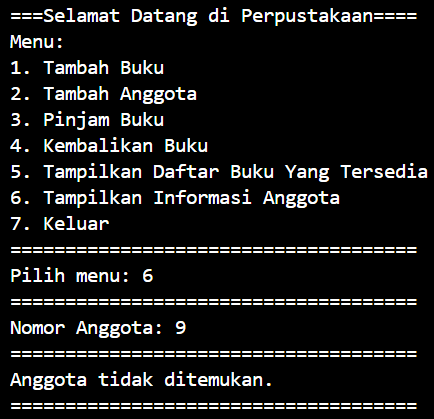 ===Selamat Datang di Perpustakaan====
Menu:
1. Tambah Buku
2. Tambah Anggota
3. Pinjam Buku
4. Kembalikan Buku
5. Tampilkan Daftar Buku Yang Tersedia
6. Tampilkan Informasi Anggota
7. Keluar
=====================================
Pilih menu: 6
=====================================
Nomor Anggota: 9
=====================================
Anggota tidak ditemukan.
=====================================